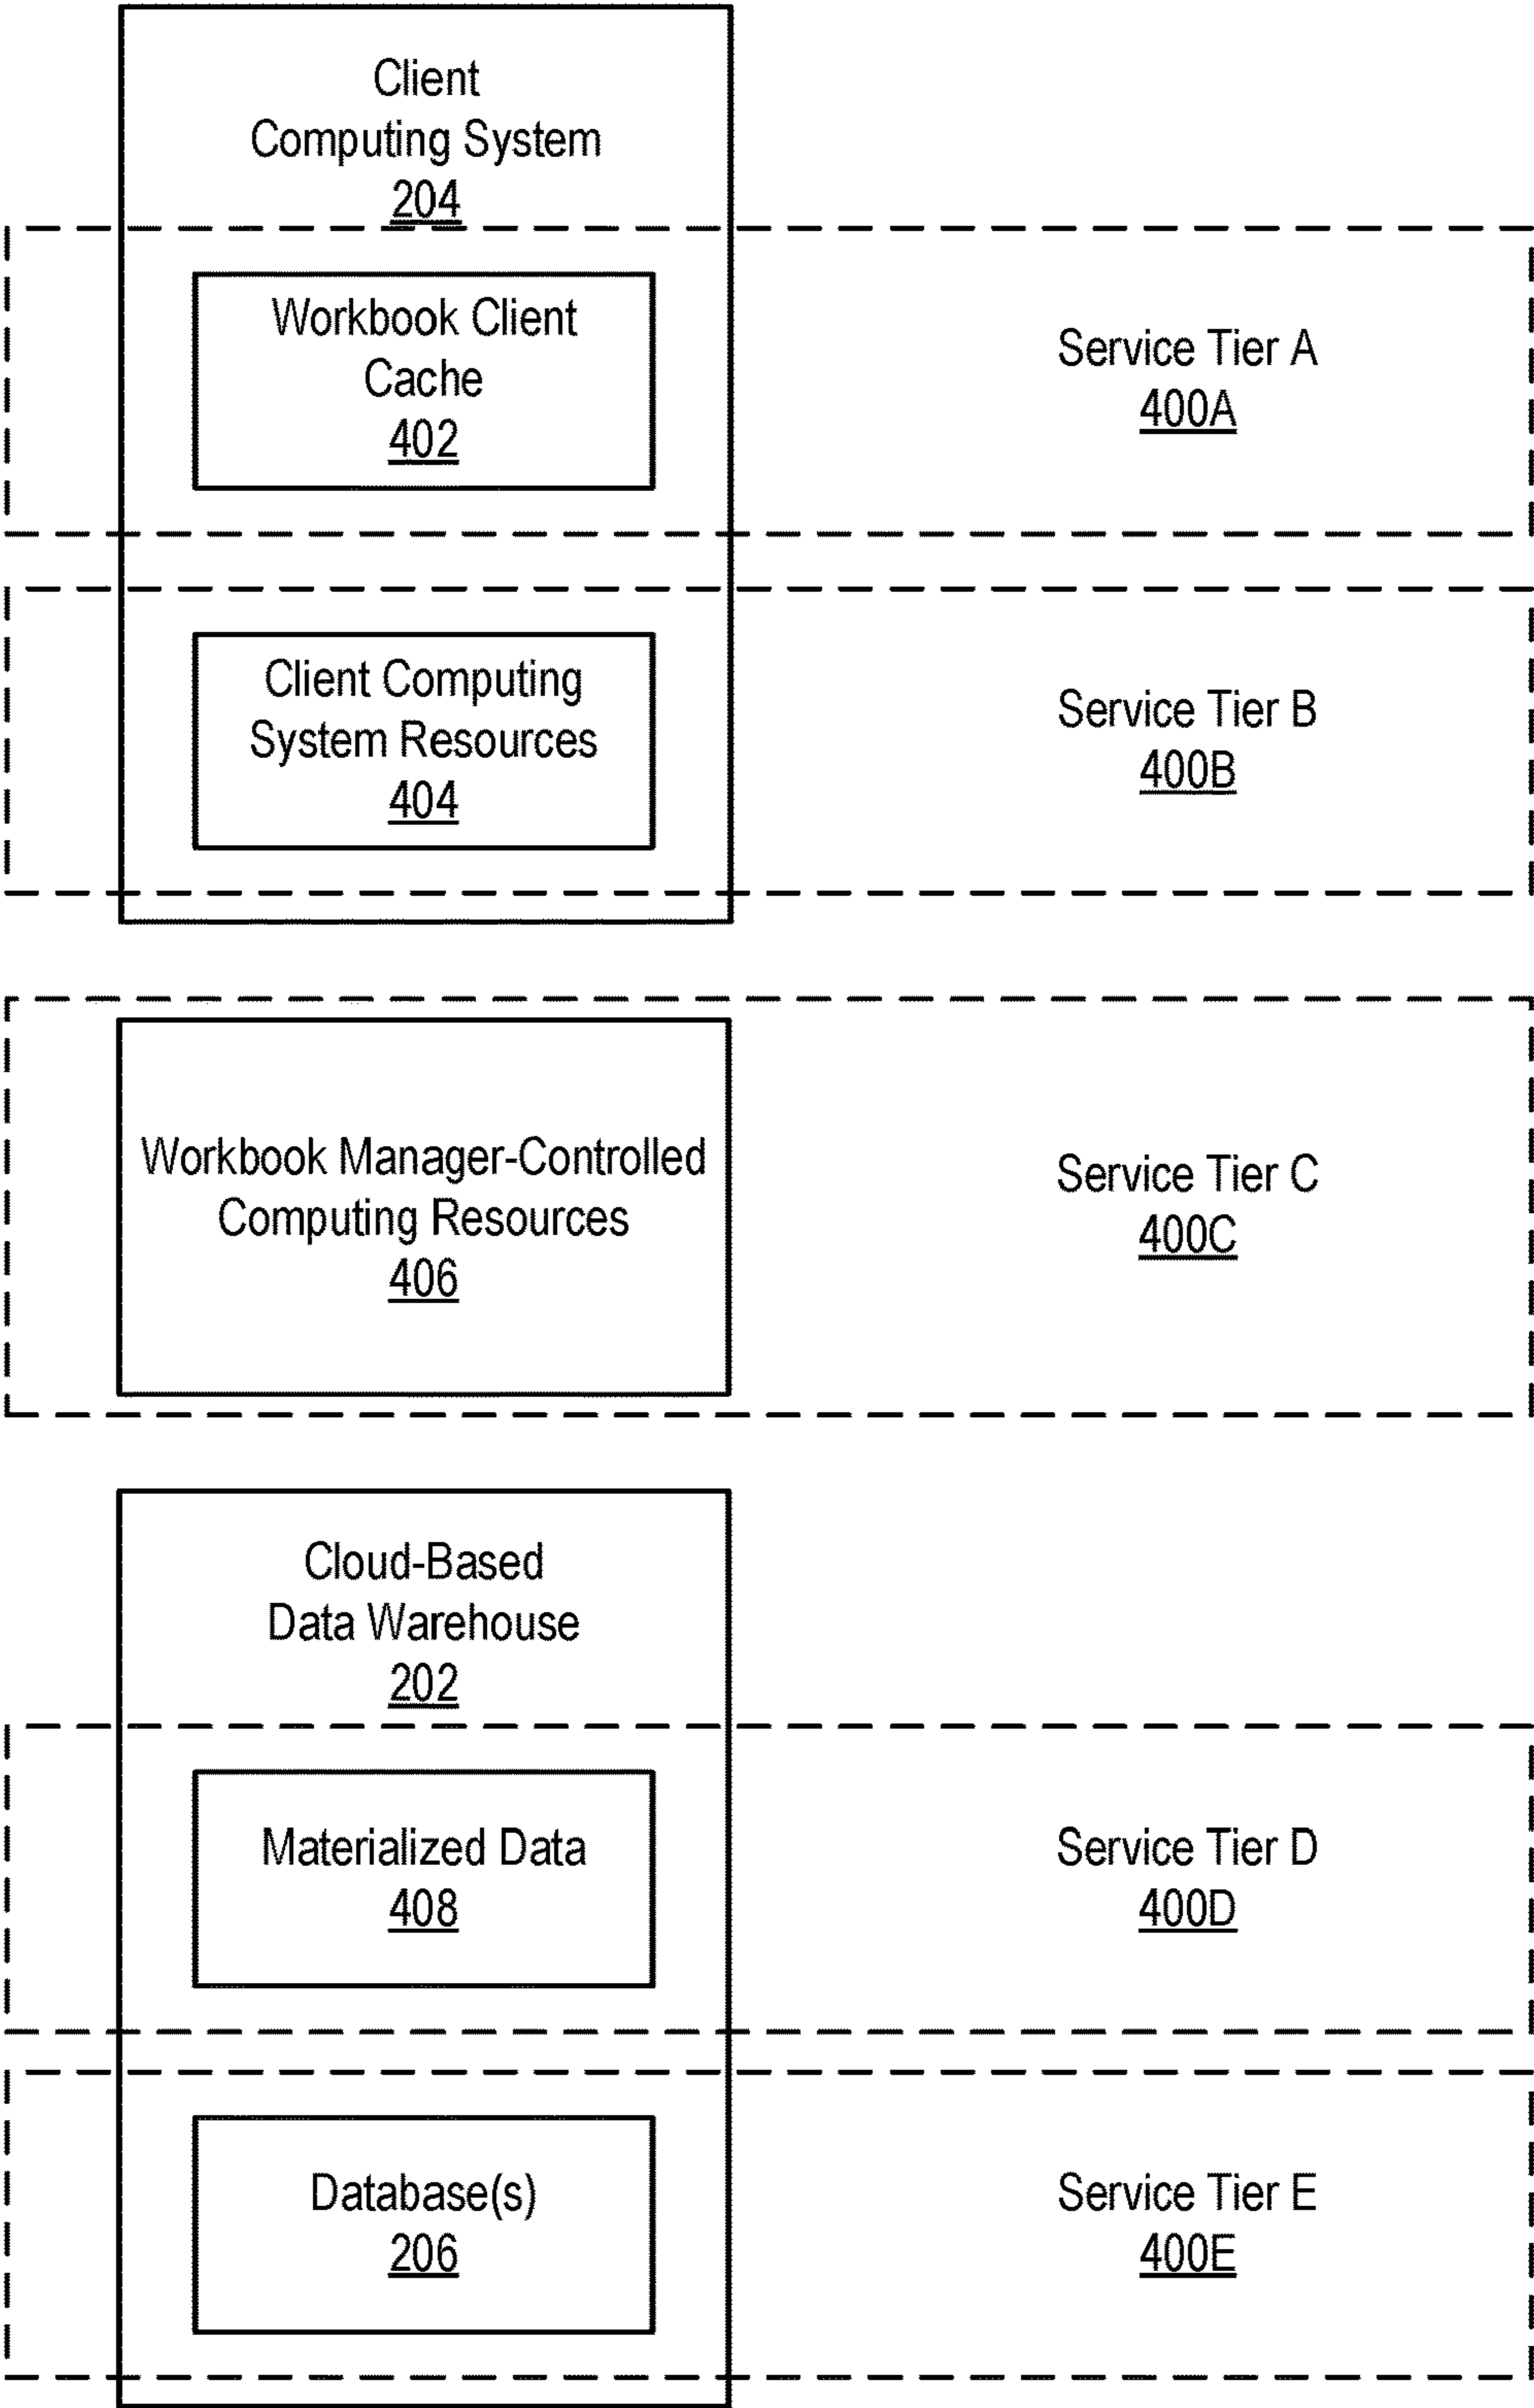 Client
Computing System
204
Workbook Client
Cache
402
Service Tier A
400A
Client Computing
System Resources
404
Service Tier B
400B
Workbook Manager-Controlled
Computing Resources
406
Service Tier C
400C
Cloud-Based
Data Warehouse
202
Materialized Data
408
Service Tier D
400D
Database(s)
206
Service Tier E
400E